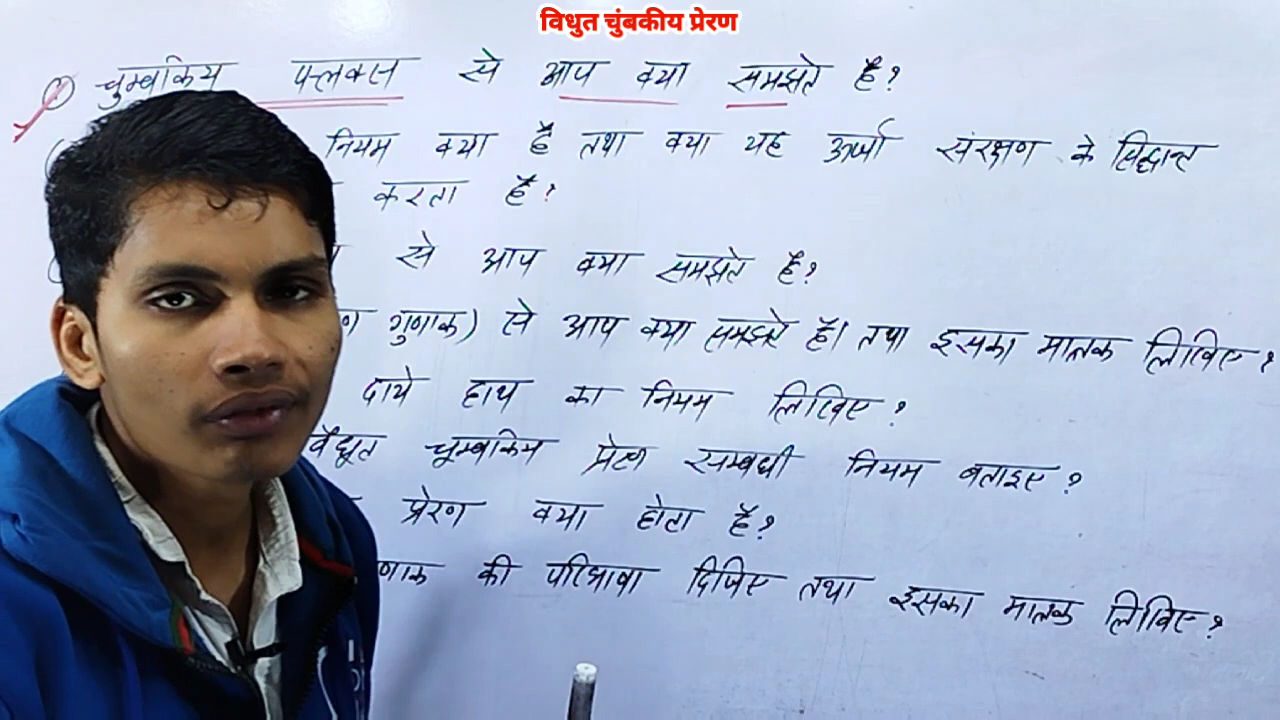 विधुत चुंबकीय प्रेरण
① चुम्बकिय फ्लक्स से आप क्या समझते है?
नियम क्या है तथा क्या यह ऊर्जा संरक्षण के सिद्धान्त
करता है?
से आप क्या समझते है?
गुणाक) से आप क्या समझते है। तथा इसका मात्रक लिखिए?
दाये हाथ का नियम लिखिए?
चूम्बकिय प्रेरण सम्बधी नियम बताइए?
प्रेरण क्या होता है?
की परिभाषा दिजिए तथा इसका मात्रक लिखिए?